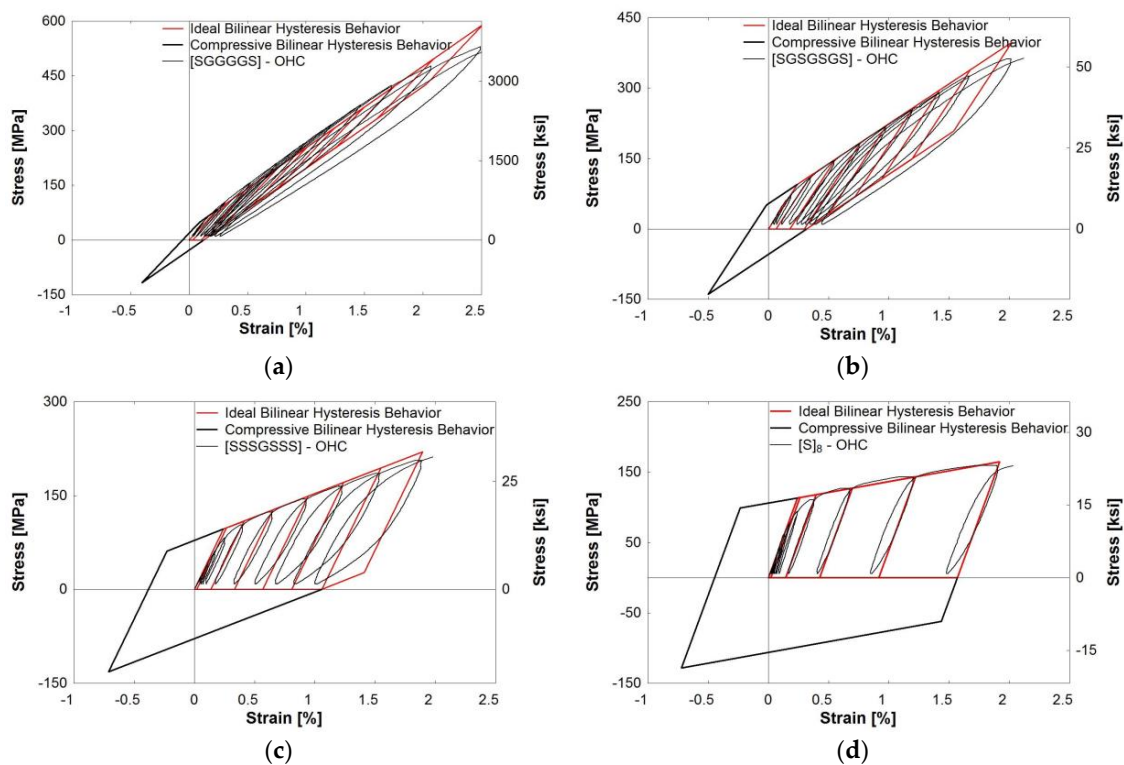 600
450
300
150
0
-150
Stress [MPa]
Ideal Bilinear Hysteresis Behavior
Compressive Bilinear Hysteresis Behavior
[SGGGGS] - OHC
3000
1500
0
Stress [ksi]
-1 -0.5 0 0.5 1 1.5 2 2.5
Strain [%]
(a)
450
300
150
0
-150
Stress [MPa]
Ideal Bilinear Hysteresis Behavior
Compressive Bilinear Hysteresis Behavior
[SGSGSGS] - OHC
50
25
0
Stress [ksi]
-1 -0.5 0 0.5 1 1.5 2 2.5
Strain [%]
(b)
300
200
150
0
-150
Stress [MPa]
Ideal Bilinear Hysteresis Behavior
Compressive Bilinear Hysteresis Behavior
[SSSGSSS] - OHC
25
0
Stress [ksi]
-1 -0.5 0 0.5 1 1.5 2 2.5
Strain [%]
(c)
250
200
150
100
50
0
-50
-100
-150
Stress [MPa]
Ideal Bilinear Hysteresis Behavior
Compressive Bilinear Hysteresis Behavior
[S]8 - OHC
30
15
0
-15
Stress [ksi]
-1 -0.5 0 0.5 1 1.5 2 2.5
Strain [%]
(d)